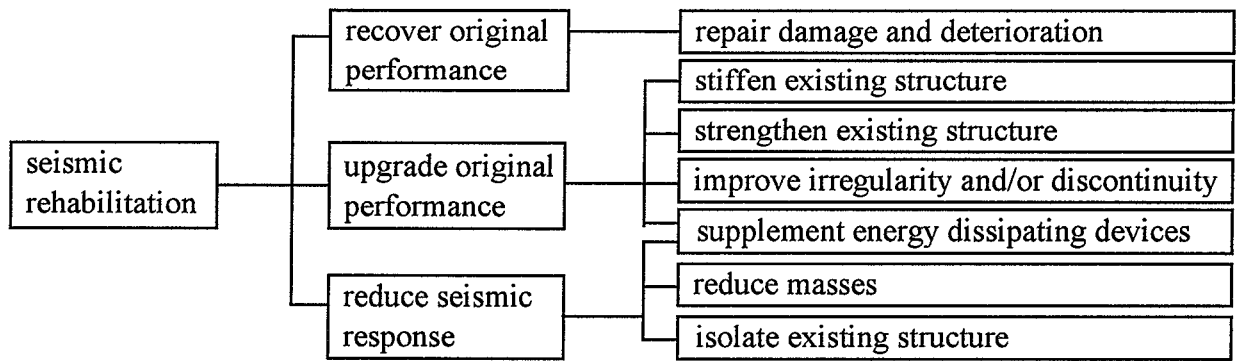 seismic
rehabilitation
recover original
performance
upgrade original
performance
reduce seismic
response
repair damage and deterioration
stiffen existing structure
strengthen existing structure
improve irregularity and/or discontinuity
supplement energy dissipating devices
reduce masses
isolate existing structure